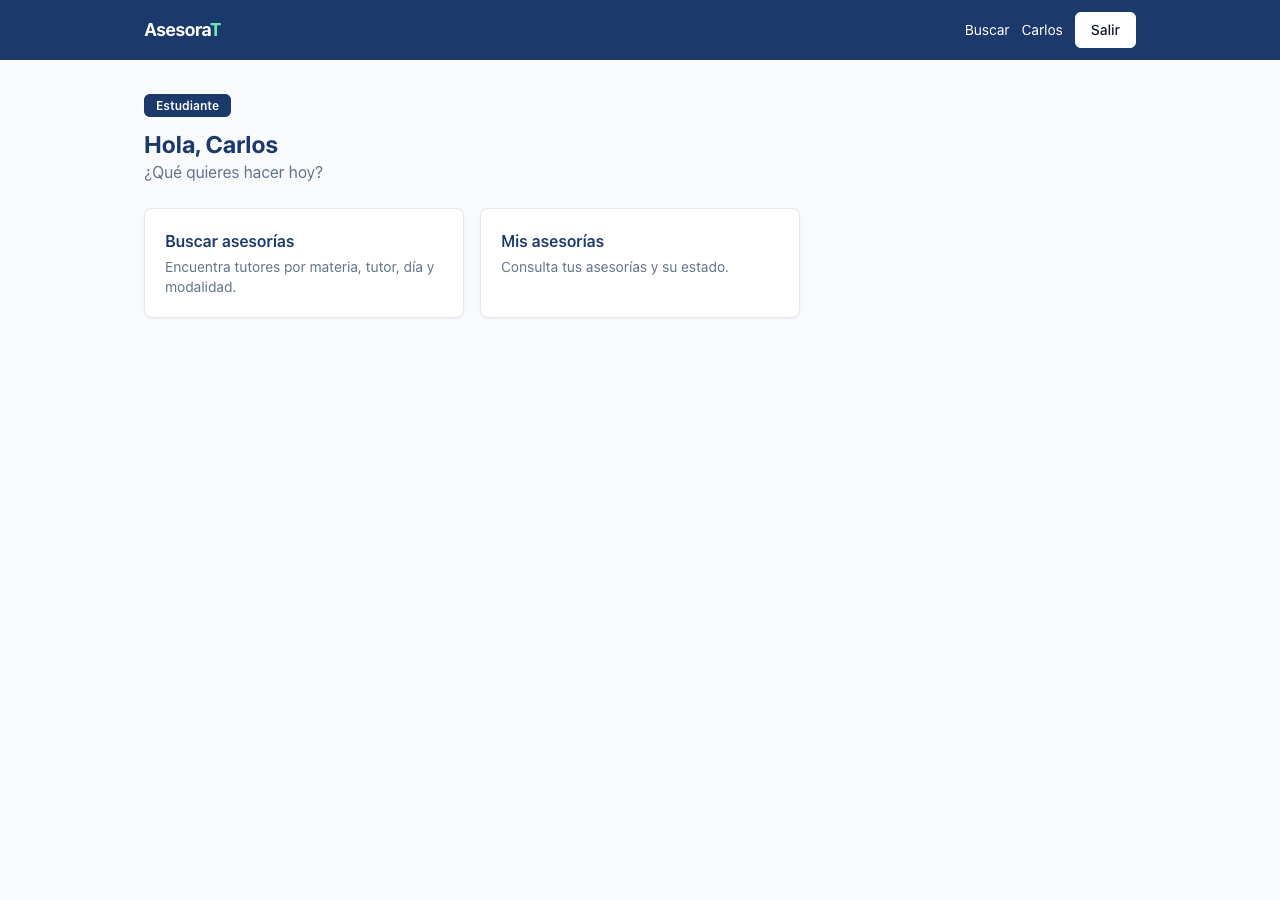 AsesoraT
Buscar Carlos Salir
Estudiante
Hola, Carlos
¿Qué quieres hacer hoy?
Buscar asesorías
Encuentra tutores por materia, tutor, día y
modalidad.
Mis asesorías
Consulta tus asesorías y su estado.